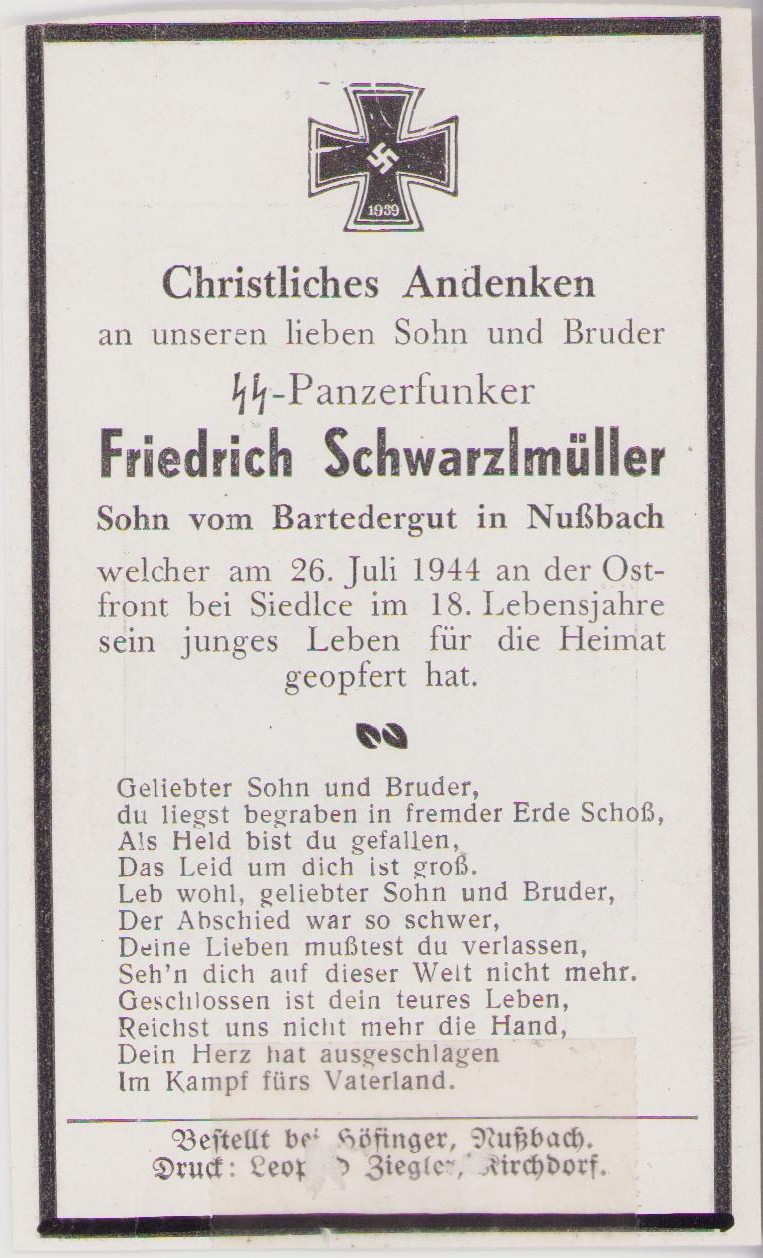 1939
Christliches Andenken
an unseren lieben Sohn und Bruder
SS-Panzerfunker
Friedrich Schwarzlmüller
Sohn vom Bartedergut in Nußbach
welcher am 26. Juli 1944 an der Ost-
front bei Siedlce im 18. Lebensjahre
sein junges Leben für die Heimat
geopfert hat.
Geliebter Sohn und Bruder,
du liegst begraben in fremder Erde Schoß,
Als Held bist du gefallen,
Das Leid um dich ist groß.
Leb wohl, geliebter Sohn und Bruder,
Der Abschied war so schwer,
Deine Lieben mußtest du verlassen,
Seh'n dich auf dieser Welt nicht mehr.
Geschlossen ist dein teures Leben,
Reichst uns nicht mehr die Hand,
Dein Herz hat ausgeschlagen
Im Kampf fürs Vaterland.
Bestellt bei Höfinger, Nußbach.
Druck: Ziegler, Kirchdorf.